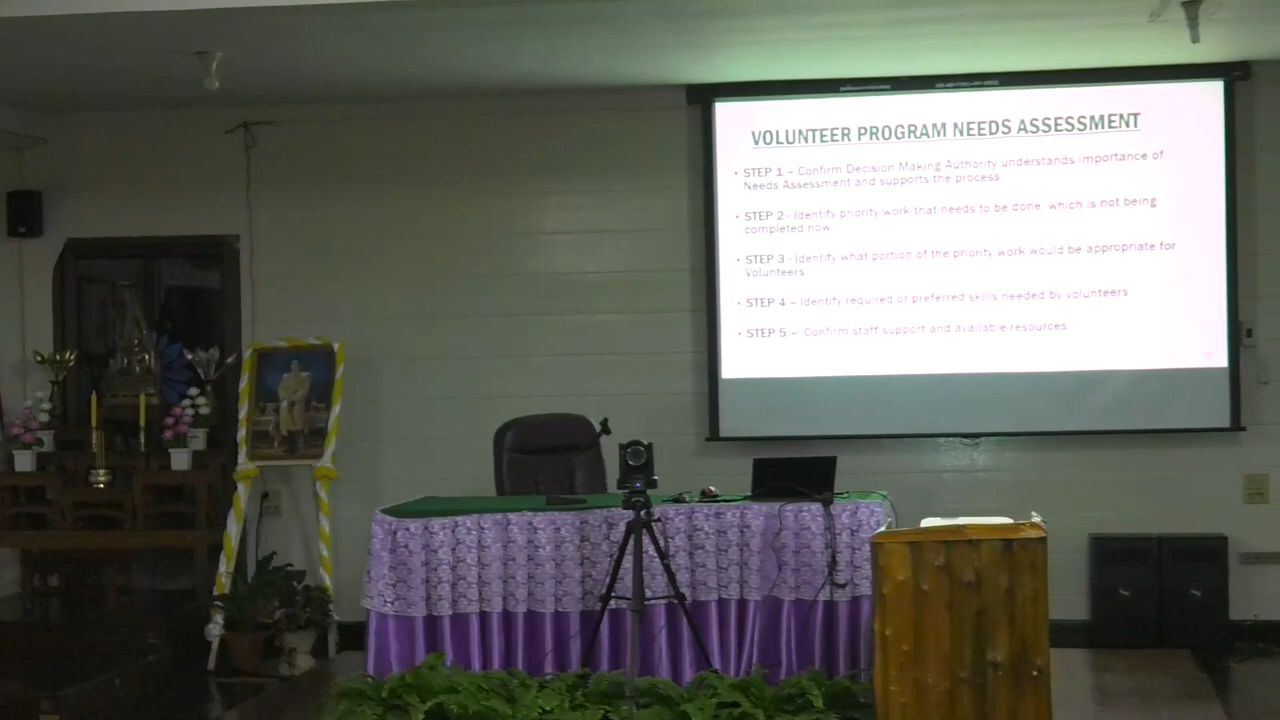 VOLUNTEER PROGRAM NEEDS ASSESSMENT
• STEP 1 – Confirm Decision Making Authority understands importance of
Needs Assessment and supports the process.
• STEP 2 - Identify priority work that needs to be done, which is not being
completed now
• STEP 3 - Identify what portion of the priority work would be appropriate for
Volunteers
• STEP 4 – Identify required or preferred skills needed by volunteers.
• STEP 5 – Confirm staff support and available resources.